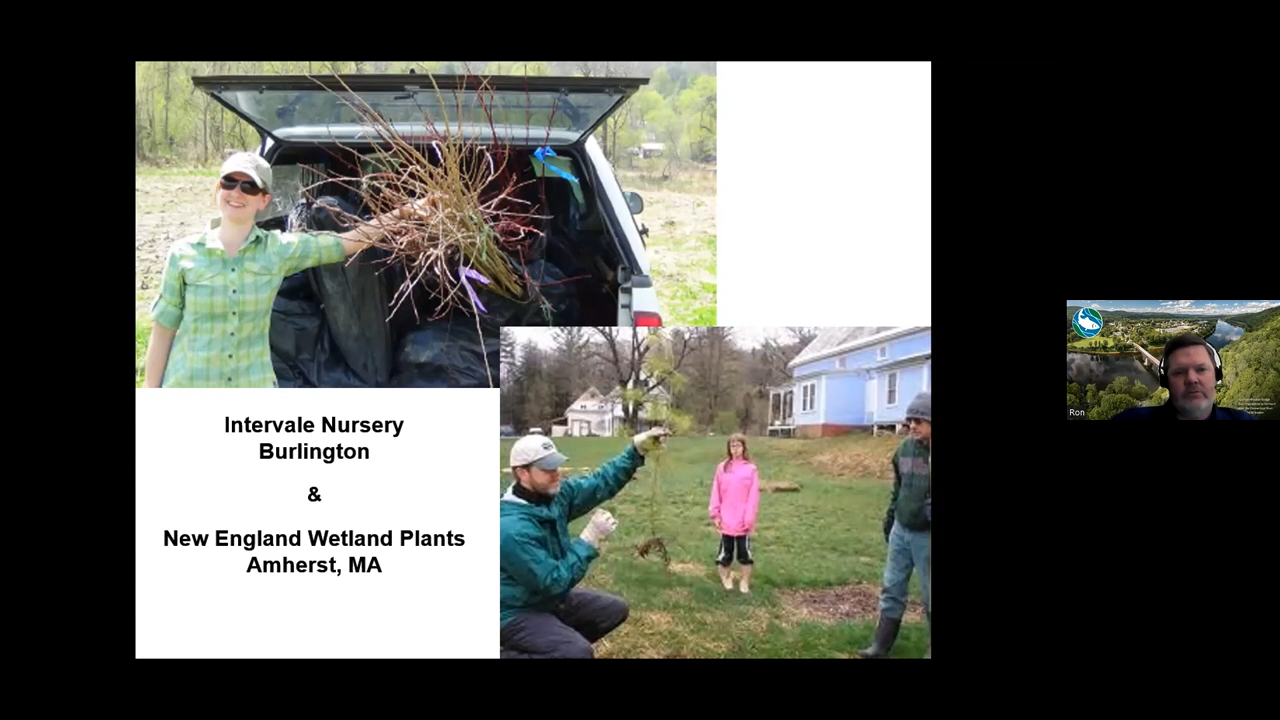 Intervale Nursery
Burlington
&
New England Wetland Plants
Amherst, MA
Ron